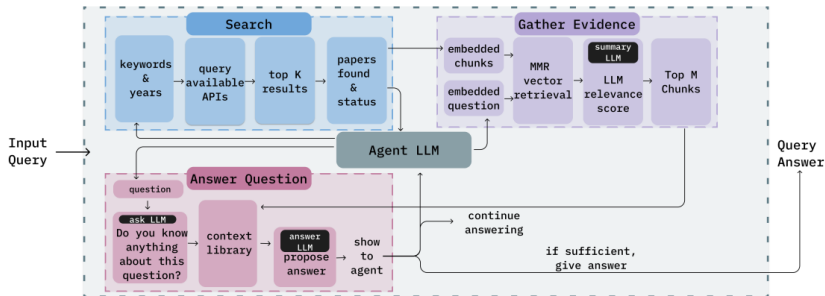 Search
keywords
&
years
query
available
APIs
top K
results
papers
found
&
status
Gather Evidence
embedded
chunks
embedded
question
MMR
vector
retrieval
summary
LLM
LLM
relevance
score
Top M
Chunks
Input
Query
Agent LLM
Query
Answer
Answer Question
question
ask LLM
Do you know
anything
about this
question?
context
library
answer
LLM
propose
answer
show
to
agent
continue
answering
if sufficient,
give answer